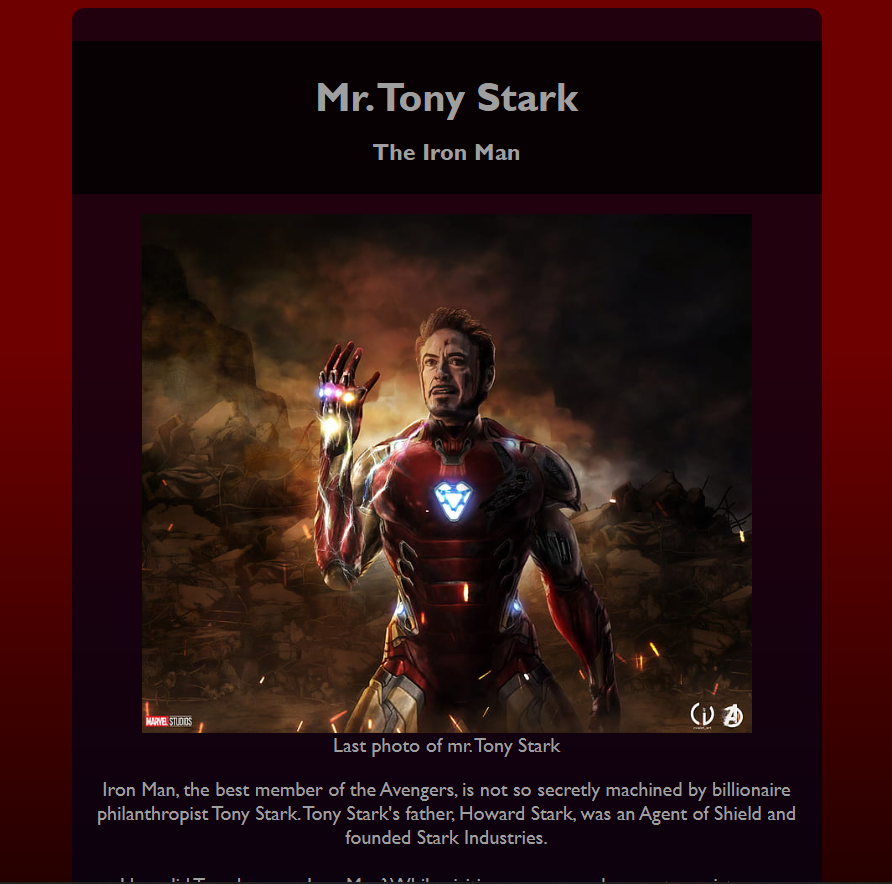 Mr. Tony Stark
The Iron Man
MARVEL STUDIOS
Last photo of mr. Tony Stark
Iron Man, the best member of the Avengers, is not so secretly machined by billionaire
philanthropist Tony Stark. Tony Stark's father, Howard Stark, was an Agent of Shield and
founded Stark Industries.